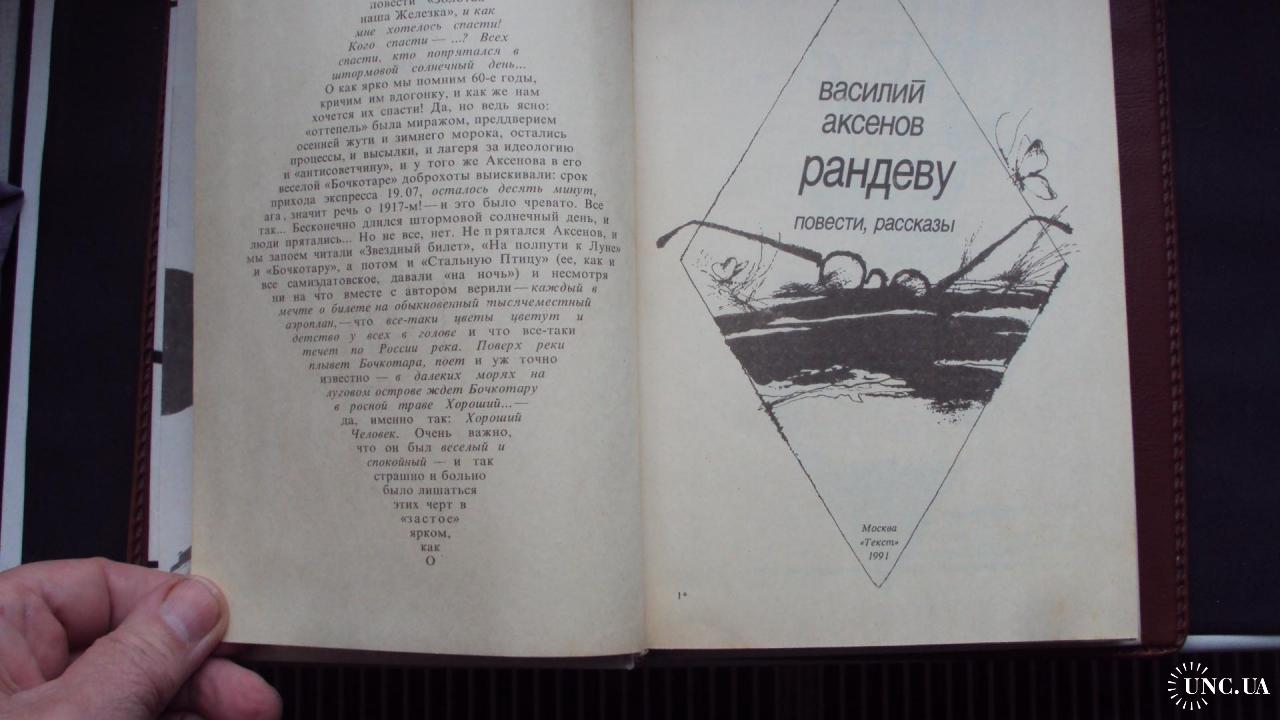 повести «Золотая
наша Железка», и как
мне хотелось спасти!
Кого спасти — ...? Всех
спасти, кто попрятался в
штормовой солнечный день...
О как ярко мы помним 60-е годы,
кричим им вдогонку, и как же нам
хочется их спасти! Да, но ведь ясно:
«оттепель» была миражом, преддверием
осенней жути и зимнего морока, остались
процессы, и высылки, и лагеря за идеологию
и «антисоветчину», и у того же Аксенова в его
веселой «Бочкотаре» доброхоты выискивали: срок
прихода экспресса 19.07, осталось десять минут,
ага, значит речь о 1917-м! — и это было чревато. Все
так... Бесконечно длился штормовой солнечный день, и
люди прятались... Но не все, нет. Не прятался Аксенов, и
мы запоем читали «Звездный билет», «На полпути к Луне»
и «Бочкотару», а потом и «Стальную Птицу» (ее, как и
все самиздатовское, давали «на ночь») и несмотря
ни на что вместе с автором верили — каждый в
мечте о билете на обыкновенный тысячеместный
аэроплан, — что все-таки цветы цветут и
детство у всех в голове и что все-таки
течет по России река. Поверх реки
плывет Бочкотара, поет и уж точно
известно — в далеких морях на
луговом острове ждет Бочкотару
в росной траве Хороший... —
да, именно так: Хороший
Человек. Очень важно,
что он был веселый и
спокойный — и так
страшно и больно
было лишаться
этих черт в
«застое»
ярком,
как
О
василий
аксенов
рандеву
повести, рассказы
Москва
«Текст»
1991
1*
UNC.UA